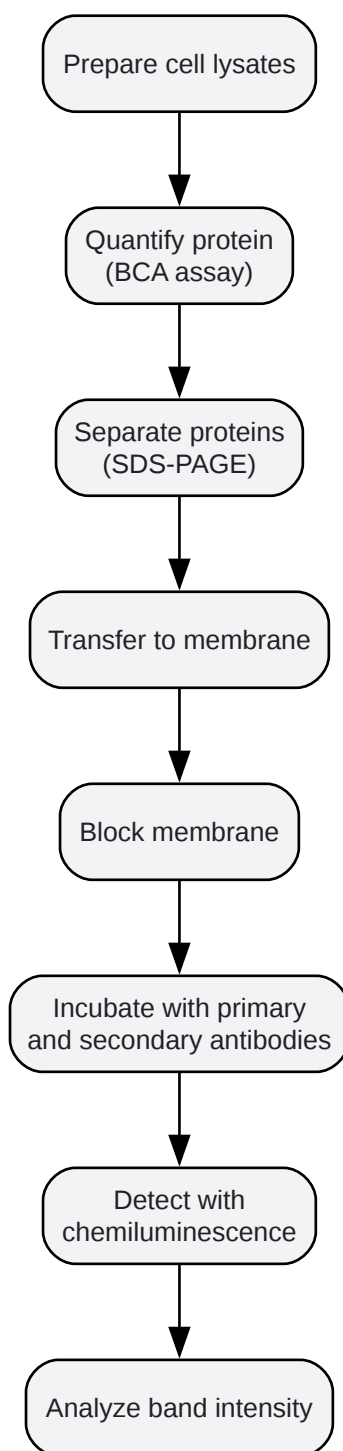 Prepare cell lysates
Quantify protein
(BCA assay)
Separate proteins
(SDS-PAGE)
Transfer to membrane
Block membrane
Incubate with primary
and secondary antibodies
Detect with
chemiluminescence
Analyze band intensity